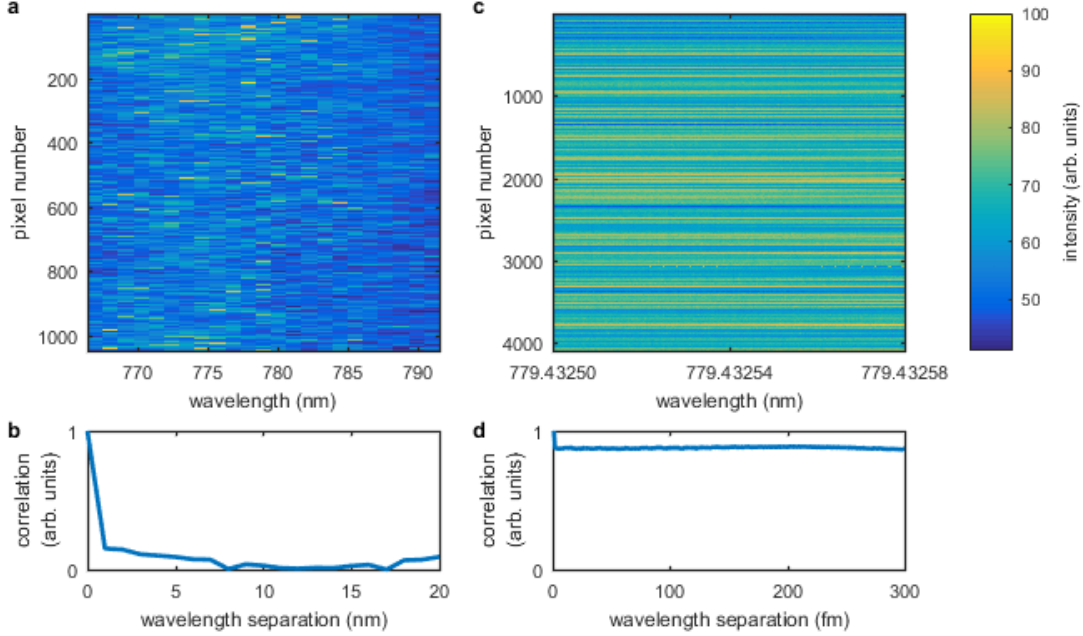 a
pixel number
200
400
600
800
1000
770 775 780 785 790
wavelength (nm)
c
pixel number
1000
2000
3000
4000
779.43250 779.43254 779.43258
wavelength (nm)
100
90
80
70
60
50
intensity (arb. units)
b
correlation
(arb. units)
1
0
0 5 10 15 20
wavelength separation (nm)
d
correlation
(arb. units)
1
0
0 100 200 300
wavelength separation (fm)